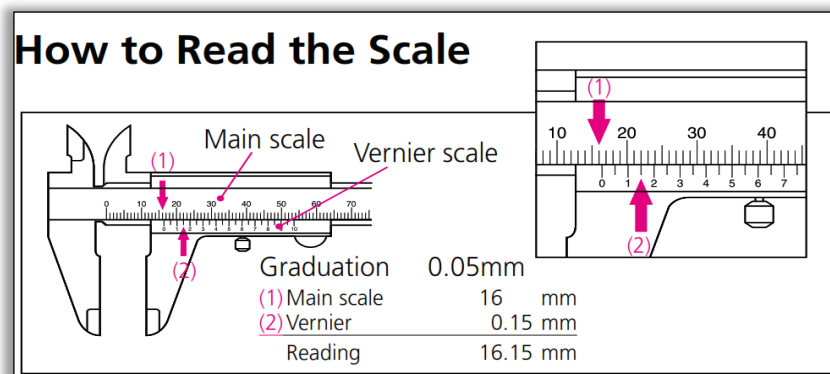 How to Read the Scale
(1)
10 20 30 40
0 1 2 3 4 5 6 7
(2)
Main scale
(1)
Vernier scale
0 10 20 30 40 50 60 70
0 1 2 3 4 5 6 7 8 9 10
(2)
Graduation 0.05mm
(1) Main scale 16 mm
(2) Vernier 0.15 mm
Reading 16.15 mm